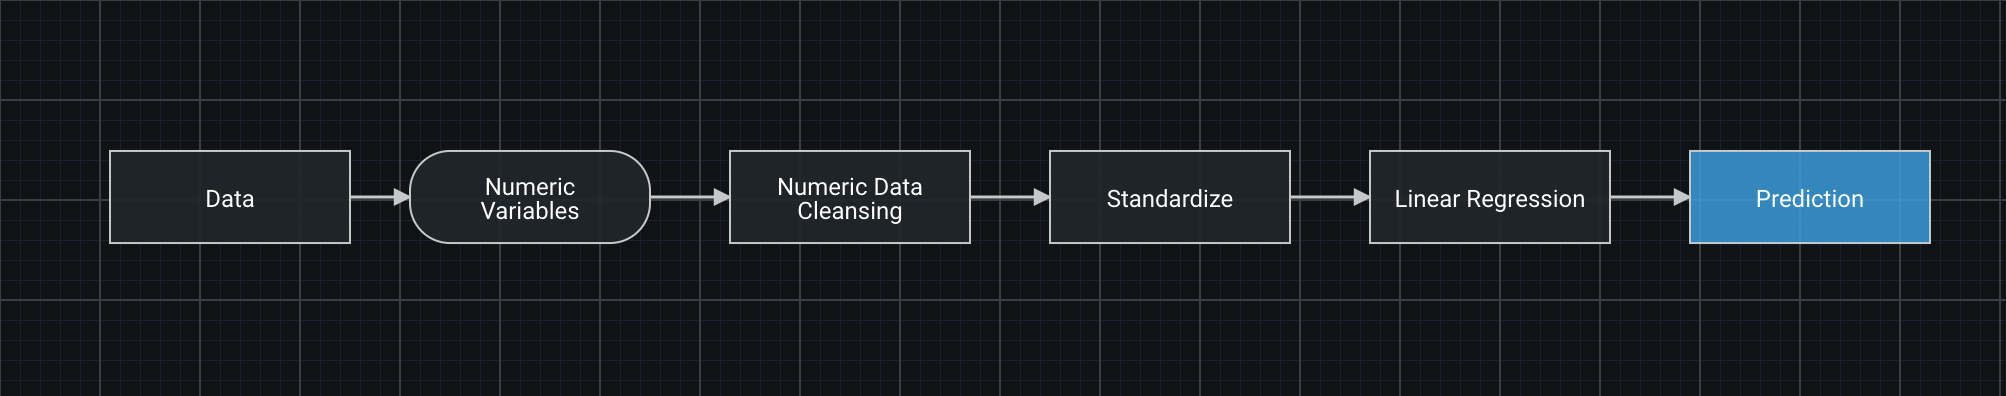 Data
Numeric
Variables
Numeric Data
Cleansing
Standardize
Linear Regression
Prediction